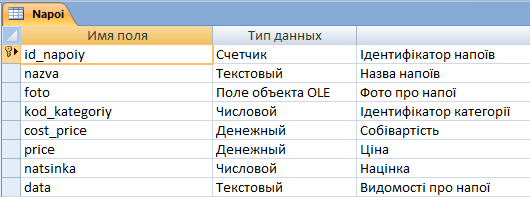 Napoi
Имя поля Тип данных
id_napoiy Счетчик Ідентифікатор напоїв
nazva Текстовый Назва напоїв
foto Поле объекта OLE Фото про напої
kod_kategoriy Числовой Ідентифікатор категорії
cost_price Денежный Собівартість
price Денежный Ціна
natsinka Числовой Націнка
data Текстовый Видомості про напої